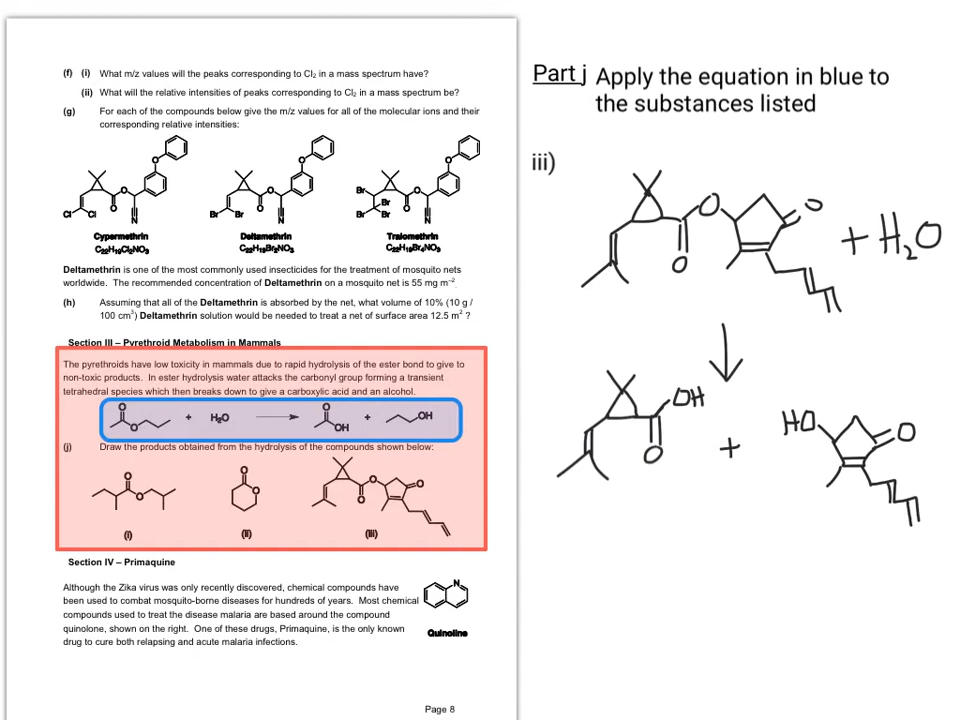 (f) (i) What m/z values will the peaks corresponding to Cl2 in a mass spectrum have?
(ii) What will the relative intensities of peaks corresponding to Cl2 in a mass spectrum be?
(g) For each of the compounds below give the m/z values for all of the molecular ions and their
corresponding relative intensities:
O O O
Cl Cl O O N
Br Br O O N
Br Br Br Br O O N
Cypermethrin Deltamethrin Tralomethrin
C22H19Cl2NO3 C22H19Br2NO3 C22H19Br4NO3
Deltamethrin is one of the most commonly used insecticides for the treatment of mosquito nets
worldwide. The recommended concentration of Deltamethrin on a mosquito net is 55 mg m⁻².
(h) Assuming that all of the Deltamethrin is absorbed by the net, what volume of 10% (10 g /
100 cm³) Deltamethrin solution would be needed to treat a net of surface area 12.5 m² ?
Section III – Pyrethroid Metabolism in Mammals
The pyrethroids have low toxicity in mammals due to rapid hydrolysis of the ester bond to give to
non-toxic products. In ester hydrolysis water attacks the carbonyl group forming a transient
tetrahedral species which then breaks down to give a carboxylic acid and an alcohol.
O O + H2O O OH + OH
(j) Draw the products obtained from the hydrolysis of the compounds shown below:
O O O O O O O
(i) (ii) (iii)
Section IV – Primaquine
Although the Zika virus was only recently discovered, chemical compounds have
been used to combat mosquito-borne diseases for hundreds of years. Most chemical
compounds used to treat the disease malaria are based around the compound
quinolone, shown on the right. One of these drugs, Primaquine, is the only known
drug to cure both relapsing and acute malaria infections.
N
Quinoline
Page 8
Part j Apply the equation in blue to
the substances listed
iii)
O O O + H2O
OH O + HO O